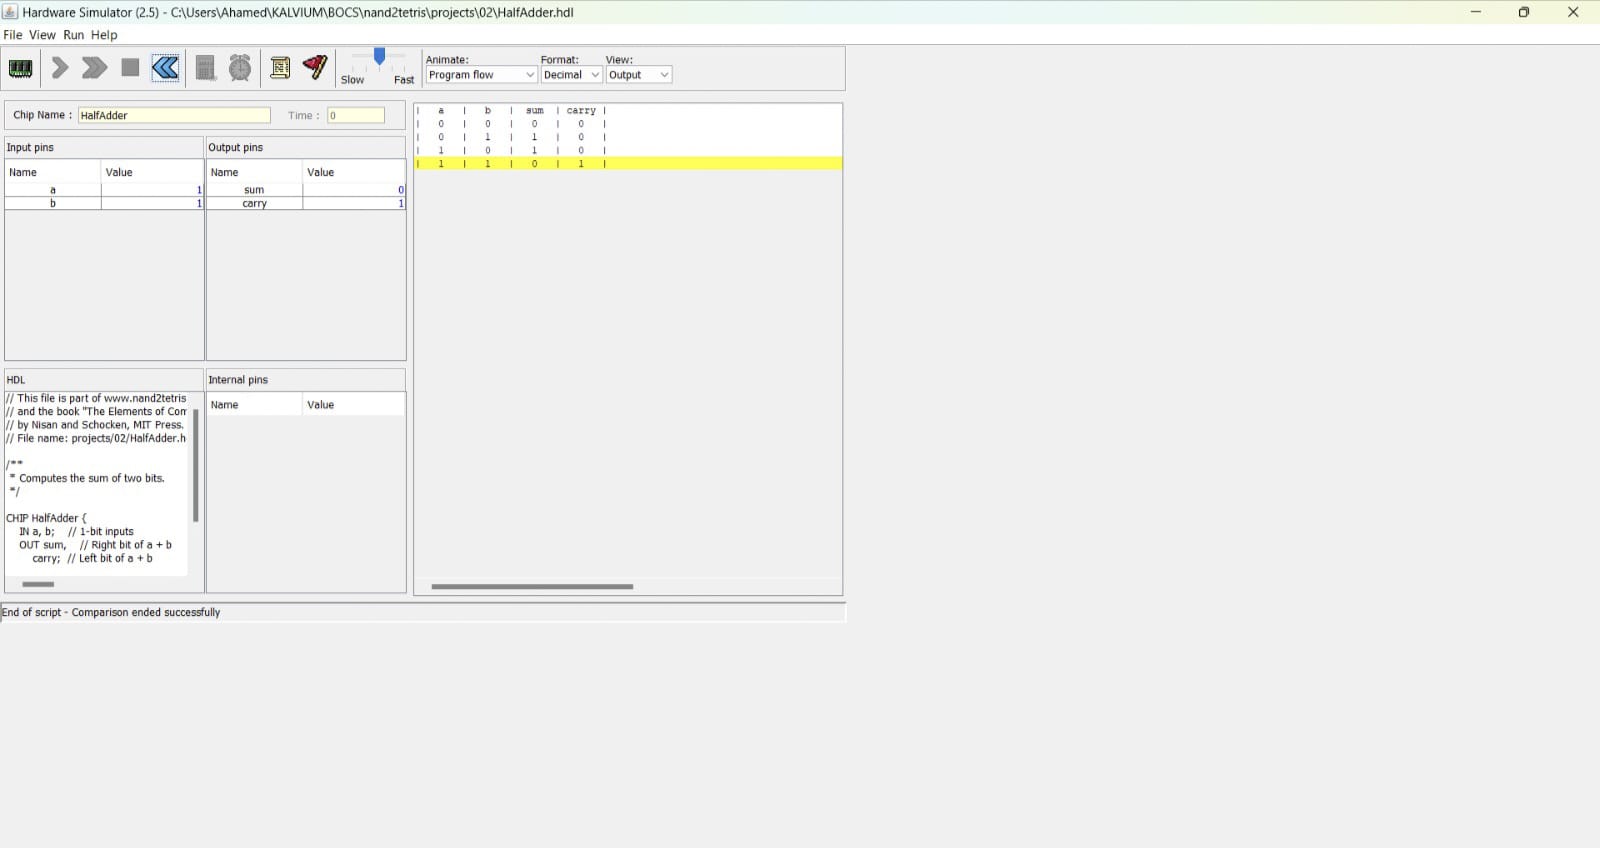 Hardware Simulator (2.5) - C:\Users\Ahamed\KALVIUM\BOCS\nand2tetris\projects\02\HalfAdder.hdl
File View Run Help
Animate: Format: View:
Slow Fast Program flow Decimal Output
Chip Name : HalfAdder Time : 0
Input pins
Name Value
a 1
b 1
Output pins
Name Value
sum 0
carry 1
| a | b | sum | carry |
| 0 | 0 | 0 | 0 |
| 0 | 1 | 1 | 0 |
| 1 | 0 | 1 | 0 |
| 1 | 1 | 0 | 1 |
HDL
// This file is part of www.nand2tetris
// and the book "The Elements of Com
// by Nisan and Schocken, MIT Press.
// File name: projects/02/HalfAdder.h
/**
* Computes the sum of two bits.
*/
CHIP HalfAdder {
IN a, b; // 1-bit inputs
OUT sum, // Right bit of a + b
carry; // Left bit of a + b
Internal pins
Name Value
End of script - Comparison ended successfully